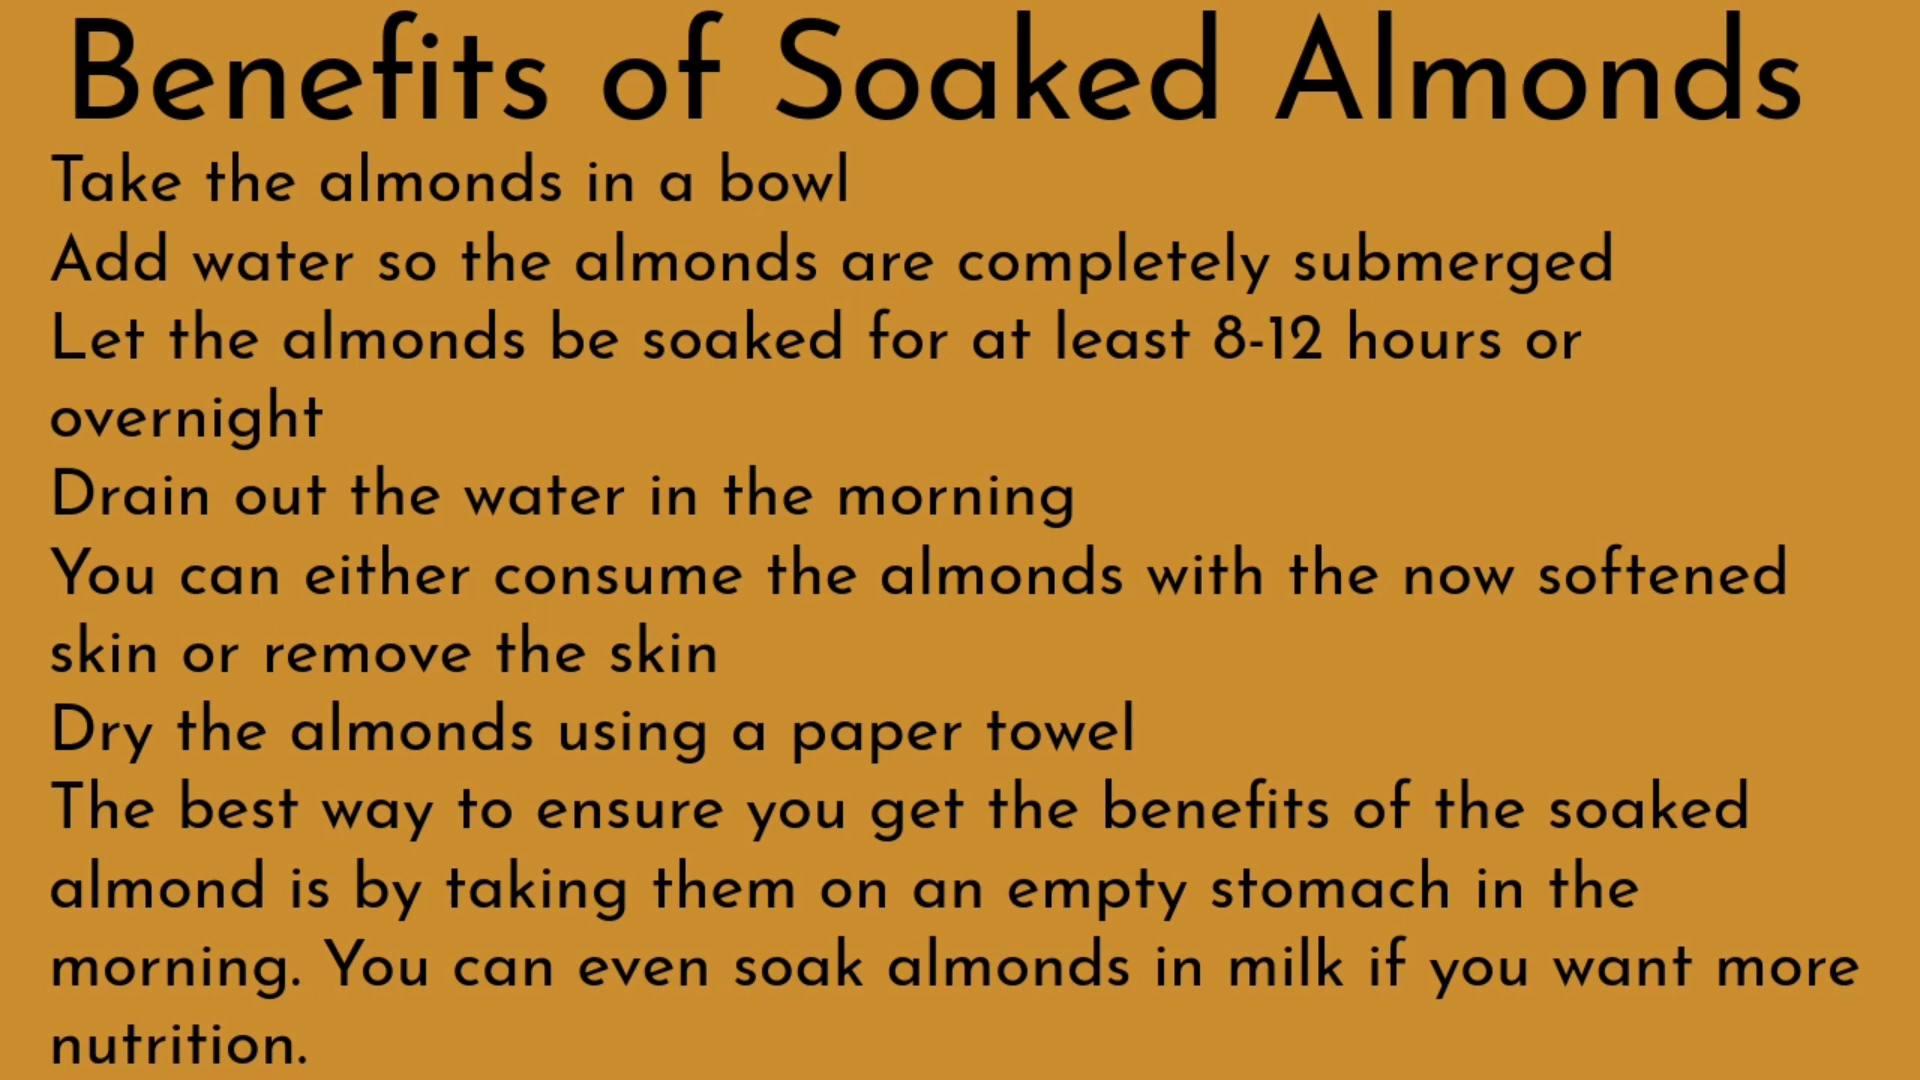 Benefits of Soaked Almonds
Take the almonds in a bowl
Add water so the almonds are completely submerged
Let the almonds be soaked for at least 8-12 hours or
overnight
Drain out the water in the morning
You can either consume the almonds with the now softened
skin or remove the skin
Dry the almonds using a paper towel
The best way to ensure you get the benefits of the soaked
almond is by taking them on an empty stomach in the
morning. You can even soak almonds in milk if you want more
nutrition.